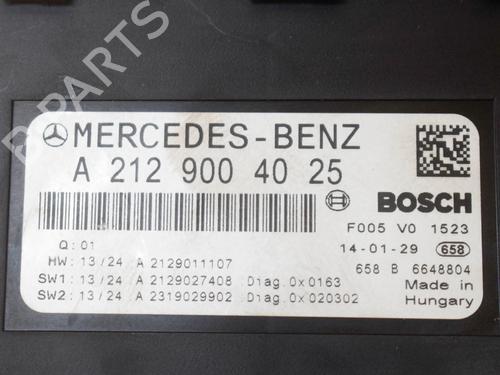 B PARTS
MERCEDES-BENZ
A 212 900 40 25
BOSCH
Q: 01
F005 V0 1523
HW: 13/24 A 2129011107
14-01-29 658
SW1: 13/24 A 2129027408 Diag.0x0163
658 B 6648804
SW2: 13/24 A 2319029902 Diag.0x020302
Made in
Hungary